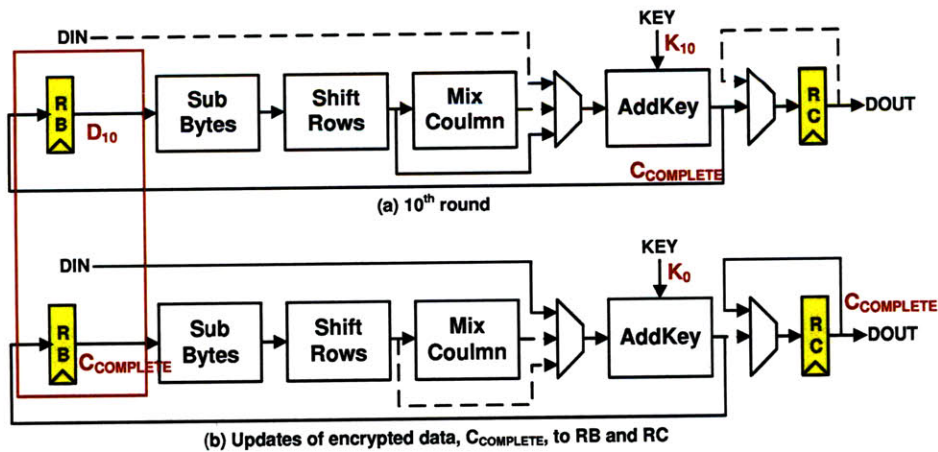 DIN
KEY
K10
RB
D10
Sub Bytes
Shift Rows
Mix Coulmn
AddKey
RC
DOUT
CCOMPLETE
(a) 10th round
DIN
KEY
K0
RB
CCOMPLETE
Sub Bytes
Shift Rows
Mix Coulmn
AddKey
RC
CCOMPLETE
DOUT
(b) Updates of encrypted data, CCOMPLETE, to RB and RC